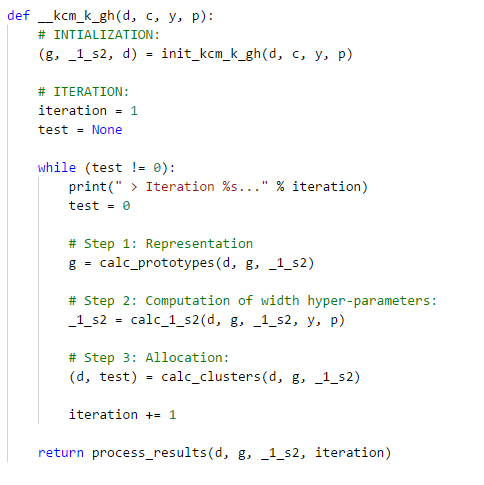 def __kcm_k_gh(d, c, y, p):
    # INTIALIZATION:
    (g, _1_s2, d) = init_kcm_k_gh(d, c, y, p)

    # ITERATION:
    iteration = 1
    test = None

    while (test != 0):
        print(" > Iteration %s..." % iteration)
        test = 0

        # Step 1: Representation
        g = calc_prototypes(d, g, _1_s2)

        # Step 2: Computation of width hyper-parameters:
        _1_s2 = calc_1_s2(d, g, _1_s2, y, p)

        # Step 3: Allocation:
        (d, test) = calc_clusters(d, g, _1_s2)

        iteration += 1

    return process_results(d, g, _1_s2, iteration)